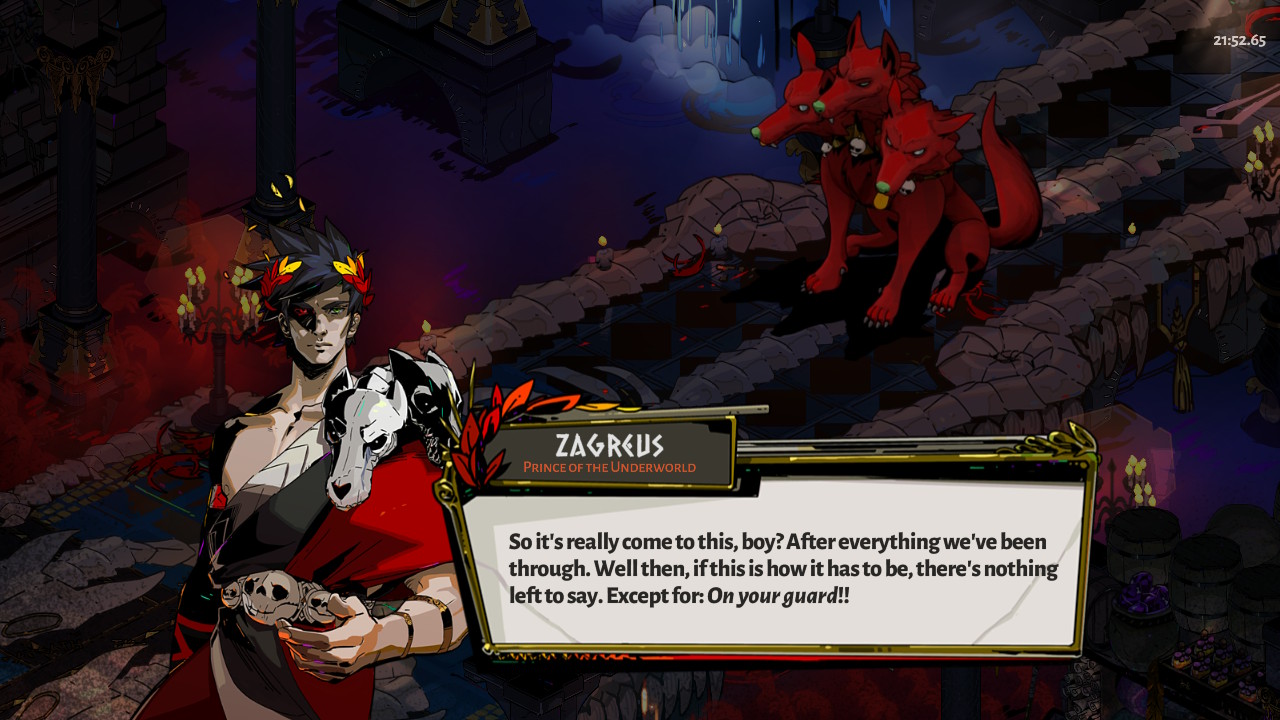 21:52.65
ZAGREUS
PRINCE OF THE UNDERWORLD
So it's really come to this, boy? After everything we've been
through. Well then, if this is how it has to be, there's nothing
left to say. Except for: On your guard!!